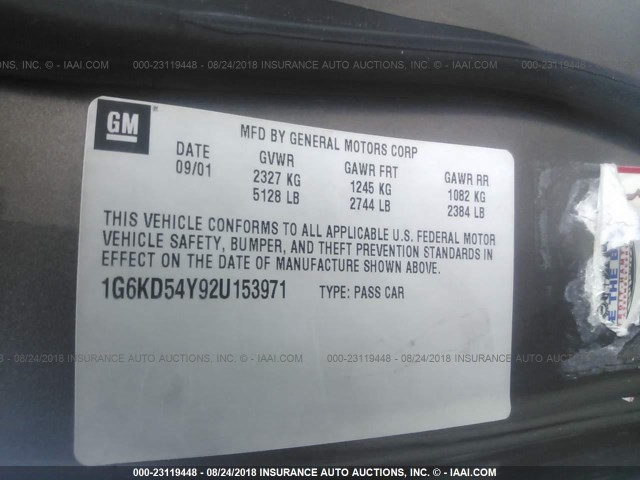 GM
MFD BY GENERAL MOTORS CORP
DATE GVWR GAWR FRT GAWR RR
09/01 2327 KG 1245 KG 1082 KG
5128 LB 2744 LB 2384 LB
THIS VEHICLE CONFORMS TO ALL APPLICABLE U.S. FEDERAL MOTOR
VEHICLE SAFETY, BUMPER, AND THEFT PREVENTION STANDARDS IN
EFFECT ON THE DATE OF MANUFACTURE SHOWN ABOVE.
1G6KD54Y92U153971 TYPE: PASS CAR
THE B
000-23119448 - 08/24/2018 INSURANCE AUTO AUCTIONS, INC. - © IAAI.COM